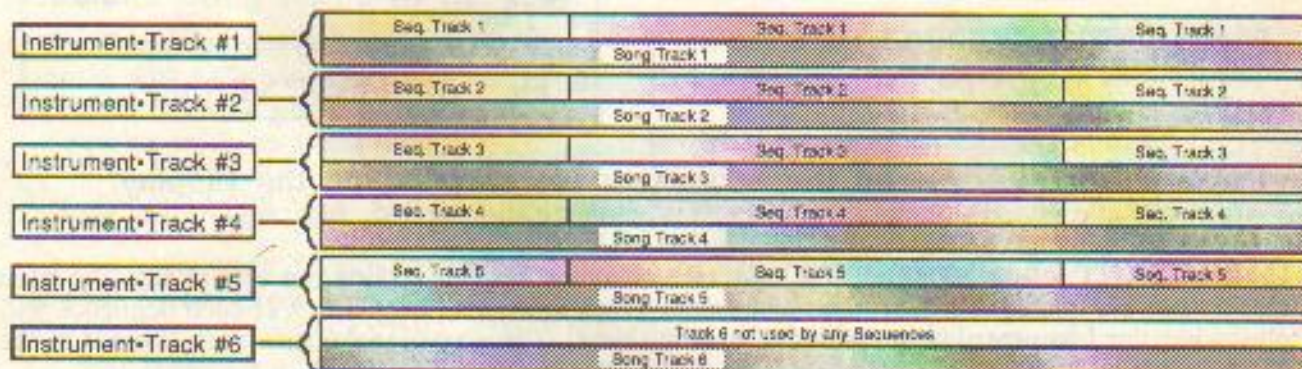 Instrument•Track #1
Seq. Track 1 Seq. Track 1 Seq. Track 1
Song Track 1
Instrument•Track #2
Seq. Track 2 Seq. Track 2 Seq. Track 2
Song Track 2
Instrument•Track #3
Seq. Track 3 Seq. Track 3 Seq. Track 3
Song Track 3
Instrument•Track #4
Seq. Track 4 Seq. Track 4 Seq. Track 4
Song Track 4
Instrument•Track #5
Seq. Track 5 Seq. Track 5 Seq. Track 5
Song Track 5
Instrument•Track #6
Track 6 not used by any Sequences
Song Track 6